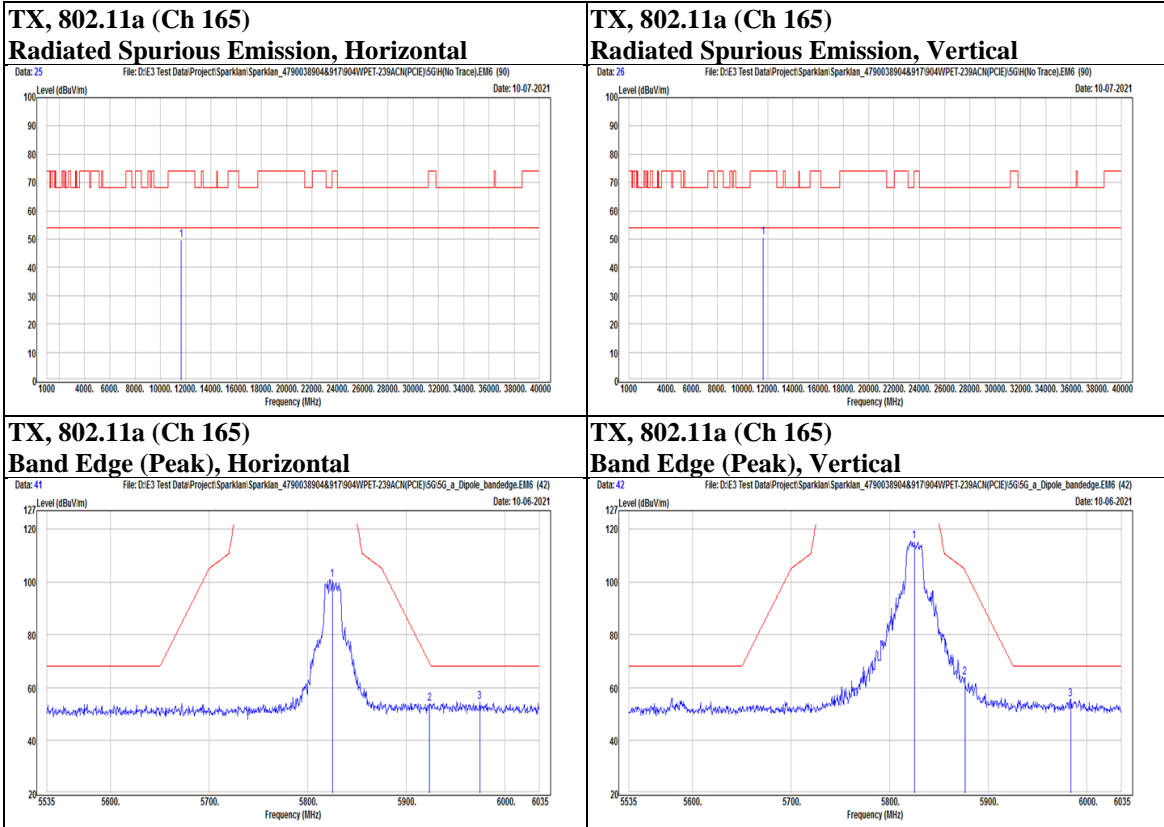 TX, 802.11a (Ch 165)
Radiated Spurious Emission, Horizontal
Data: 25 File: D:\E3 Test Data\Project\Sparklan\Sparklan_4790038904&917\904WPET-239ACN(PCIE)\5G\H(No Trace).EM6 (90)
Level (dBuV/m) Date: 10-07-2021
100
90
80
70
60
50
40
30
20
10
0
1
1000 4000. 6000. 8000. 10000. 12000. 14000. 16000. 18000. 20000. 22000. 24000. 26000. 28000. 30000. 32000. 34000. 36000. 38000. 40000
Frequency (MHz)
TX, 802.11a (Ch 165)
Radiated Spurious Emission, Vertical
Data: 26 File: D:\E3 Test Data\Project\Sparklan\Sparklan_4790038904&917\904WPET-239ACN(PCIE)\5G\H(No Trace).EM6 (90)
Level (dBuV/m) Date: 10-07-2021
100
90
80
70
60
50
40
30
20
10
0
1
1000 4000. 6000. 8000. 10000. 12000. 14000. 16000. 18000. 20000. 22000. 24000. 26000. 28000. 30000. 32000. 34000. 36000. 38000. 40000
Frequency (MHz)
TX, 802.11a (Ch 165)
Band Edge (Peak), Horizontal
Data: 41 File: D:\E3 Test Data\Project\Sparklan\Sparklan_4790038904&917\904WPET-239ACN(PCIE)\5G\5G_a_Dipole_bandedge.EM6 (42)
127 Level (dBuV/m) Date: 10-06-2021
120
100
80
60
40
20
1
2
3
5535 5600. 5700. 5800. 5900. 6000. 6035
Frequency (MHz)
TX, 802.11a (Ch 165)
Band Edge (Peak), Vertical
Data: 42 File: D:\E3 Test Data\Project\Sparklan\Sparklan_4790038904&917\904WPET-239ACN(PCIE)\5G\5G_a_Dipole_bandedge.EM6 (42)
127 Level (dBuV/m) Date: 10-06-2021
120
100
80
60
40
20
1
2
3
5535 5600. 5700. 5800. 5900. 6000. 6035
Frequency (MHz)